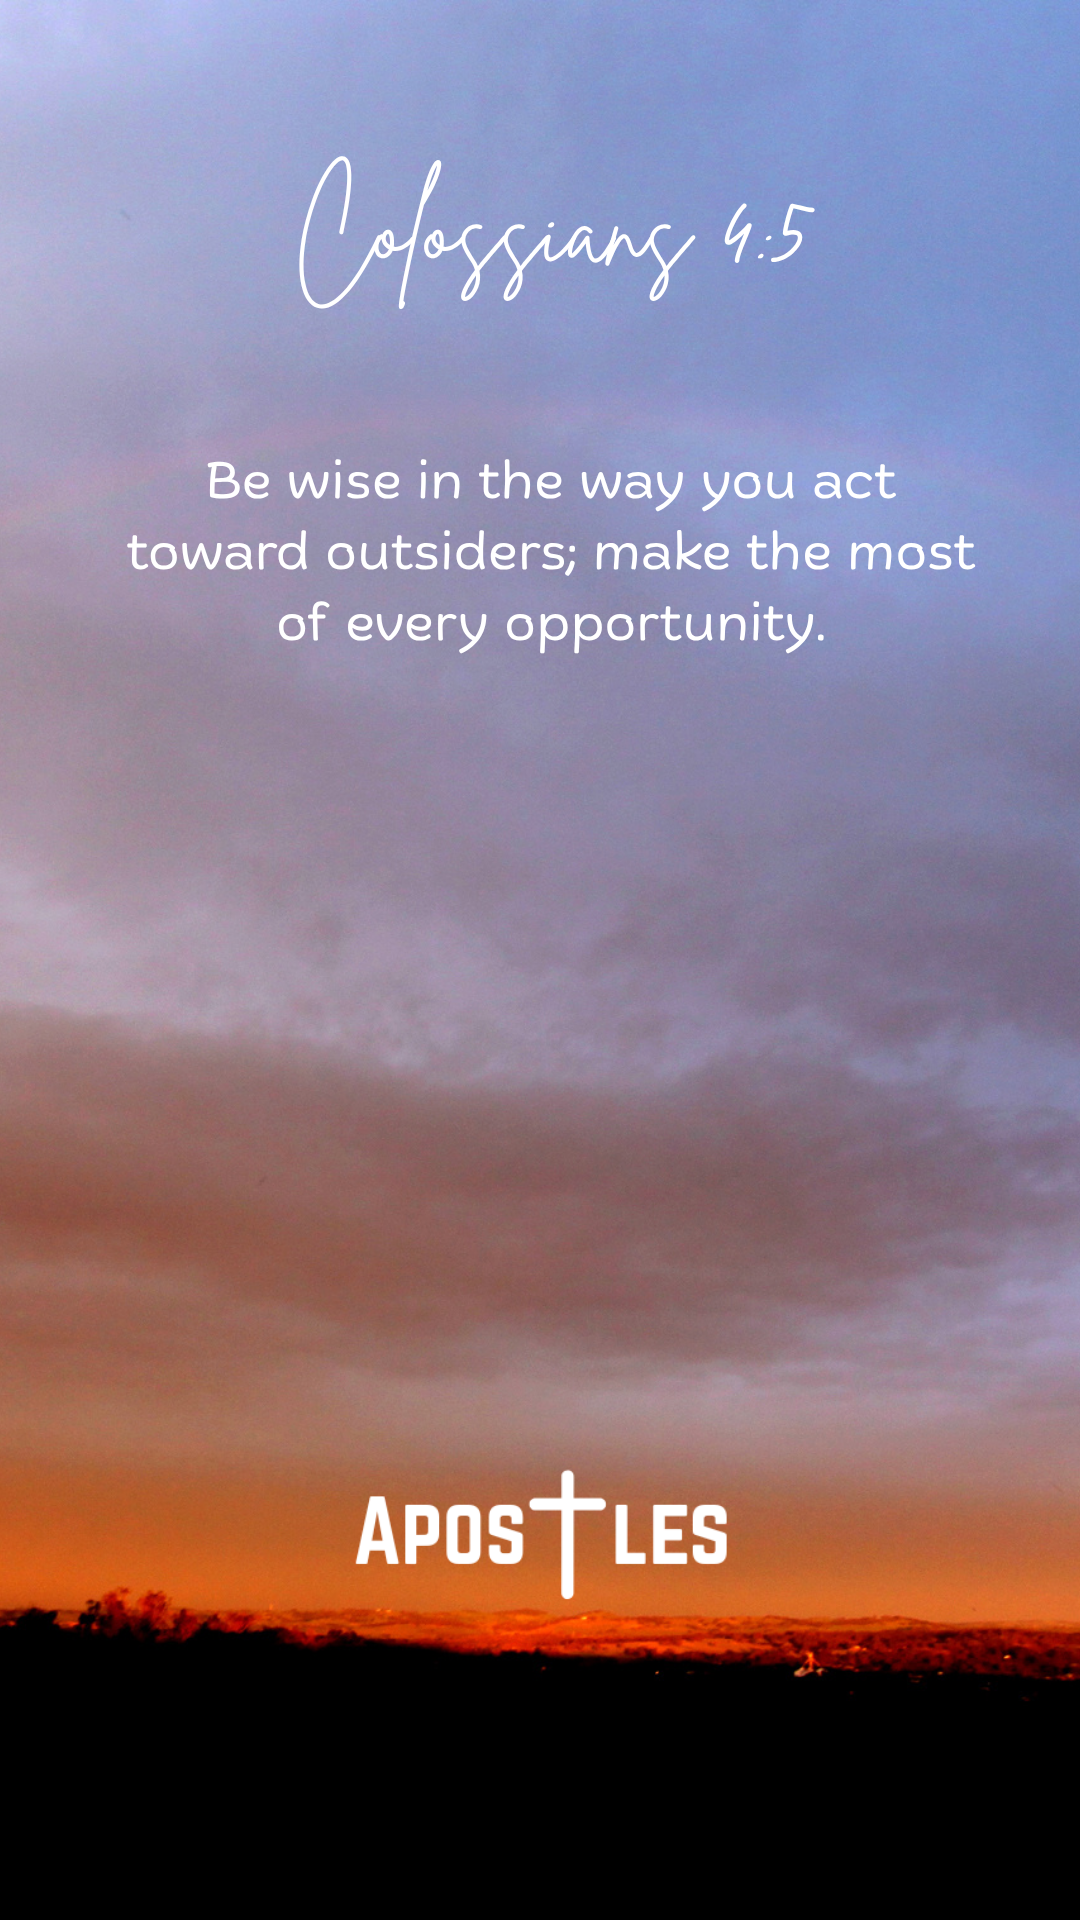 Colossians 4:5
Be wise in the way you act
toward outsiders; make the most
of every opportunity.
APOSTLES